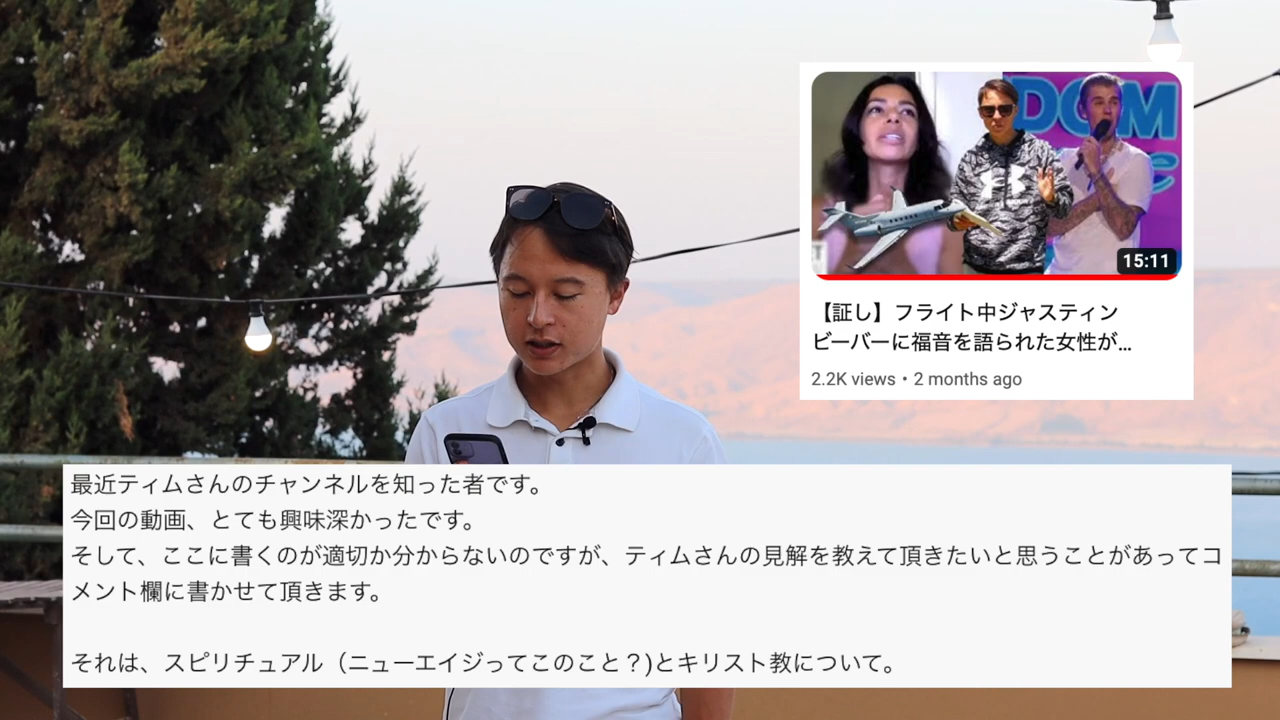 DOM
e
15:11
【証し】フライト中ジャスティン
ビーバーに福音を語られた女性が...
2.2K views・2 months ago
最近ティムさんのチャンネルを知った者です。
今回の動画、とても興味深かったです。
そして、ここに書くのが適切か分からないのですが、ティムさんの見解を教えて頂きたいと思うことがあってコ
メント欄に書かせて頂きます。
それは、スピリチュアル（ニューエイジってこのこと？)とキリスト教について。